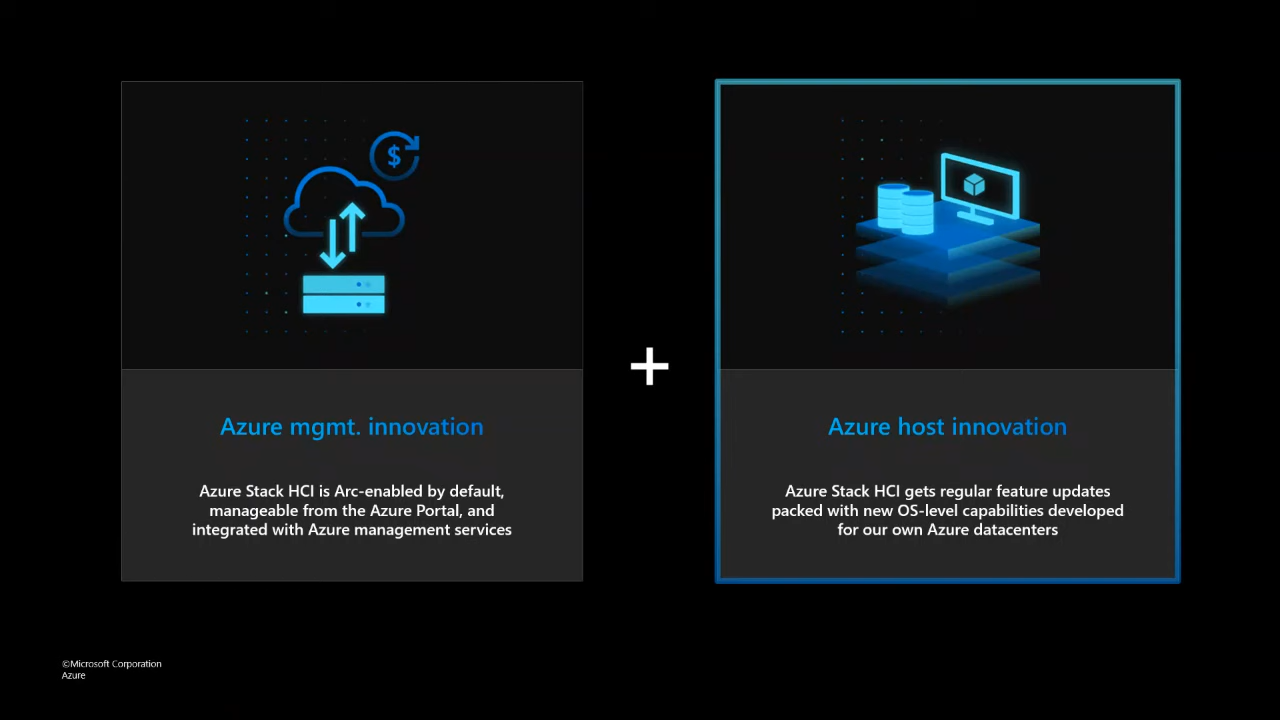 $
+
Azure mgmt. innovation
Azure Stack HCI is Arc-enabled by default,
manageable from the Azure Portal, and
integrated with Azure management services
Azure host innovation
Azure Stack HCI gets regular feature updates
packed with new OS-level capabilities developed
for our own Azure datacenters
©Microsoft Corporation
Azure